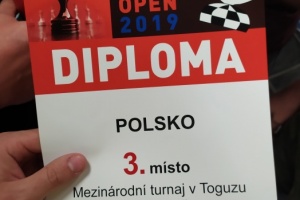 OPEN
2019
DIPLOMA
POLSKO
3. místo
Mezinárodní turnaj v Toguzu